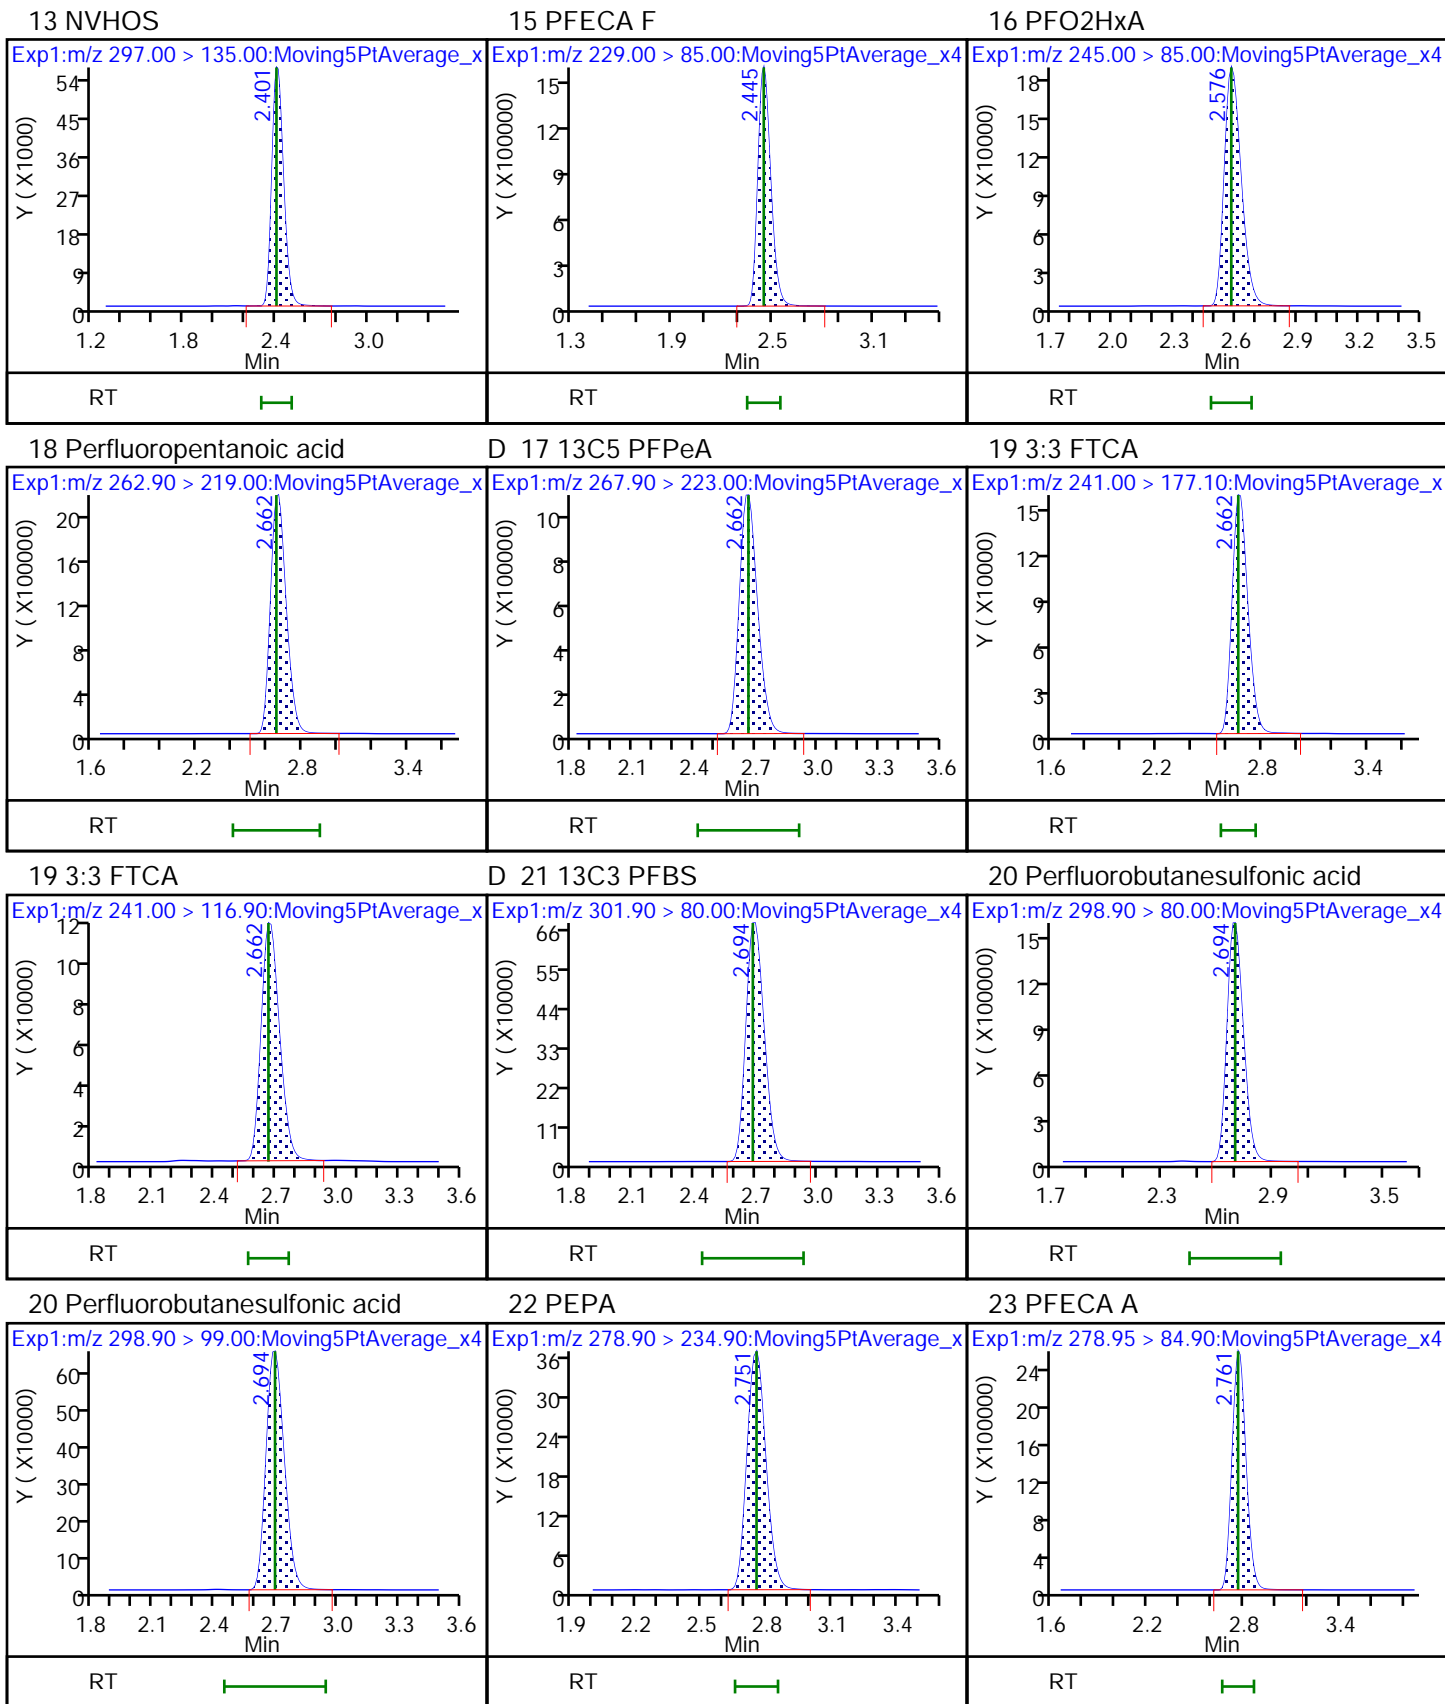 13 NVHOS
Exp1:m/z 297.00 > 135.00:Moving5PtAverage_x
Y ( X10000)
54
45
36
27
18
9
0
2.401
1.2 1.8 2.4 3.0
Min
RT
15 PFECA F
Exp1:m/z 229.00 > 85.00:Moving5PtAverage_x4
Y ( X100000)
15
12
9
6
3
0
2.445
1.3 1.9 2.5 3.1
Min
RT
16 PFO2HxA
Exp1:m/z 245.00 > 85.00:Moving5PtAverage_x4
Y ( X10000)
18
15
12
9
6
3
0
2.576
1.7 2.0 2.3 2.6 2.9 3.2 3.5
Min
RT
18 Perfluoropentanoic acid
Exp1:m/z 262.90 > 219.00:Moving5PtAverage_x
Y ( X100000)
20
16
12
8
4
0
2.662
1.6 2.2 2.8 3.4
Min
RT
D 17 13C5 PFPeA
Exp1:m/z 267.90 > 223.00:Moving5PtAverage_x
Y ( X100000)
10
8
6
4
2
0
2.662
1.8 2.1 2.4 2.7 3.0 3.3 3.6
Min
RT
19 3:3 FTCA
Exp1:m/z 241.00 > 177.10:Moving5PtAverage_x
Y ( X10000)
15
12
9
6
3
0
2.662
1.6 2.2 2.8 3.4
Min
RT
19 3:3 FTCA
Exp1:m/z 241.00 > 116.90:Moving5PtAverage_x
Y ( X10000)
12
10
8
6
4
2
0
2.662
1.8 2.1 2.4 2.7 3.0 3.3 3.6
Min
RT
D 21 13C3 PFBS
Exp1:m/z 301.90 > 80.00:Moving5PtAverage_x4
Y ( X10000)
66
55
44
33
22
11
0
2.694
1.8 2.1 2.4 2.7 3.0 3.3 3.6
Min
RT
20 Perfluorobutanesulfonic acid
Exp1:m/z 298.90 > 80.00:Moving5PtAverage_x4
Y ( X100000)
15
12
9
6
3
0
2.694
1.7 2.3 2.9 3.5
Min
RT
20 Perfluorobutanesulfonic acid
Exp1:m/z 298.90 > 99.00:Moving5PtAverage_x4
Y ( X10000)
60
50
40
30
20
10
0
2.694
1.8 2.1 2.4 2.7 3.0 3.3 3.6
Min
RT
22 PEPA
Exp1:m/z 278.90 > 234.90:Moving5PtAverage_x
Y ( X10000)
36
30
24
18
12
6
0
2.751
1.9 2.2 2.5 2.8 3.1 3.4
Min
RT
23 PFECA A
Exp1:m/z 278.95 > 84.90:Moving5PtAverage_x4
Y ( X100000)
24
20
16
12
8
4
0
2.761
1.6 2.2 2.8 3.4
Min
RT